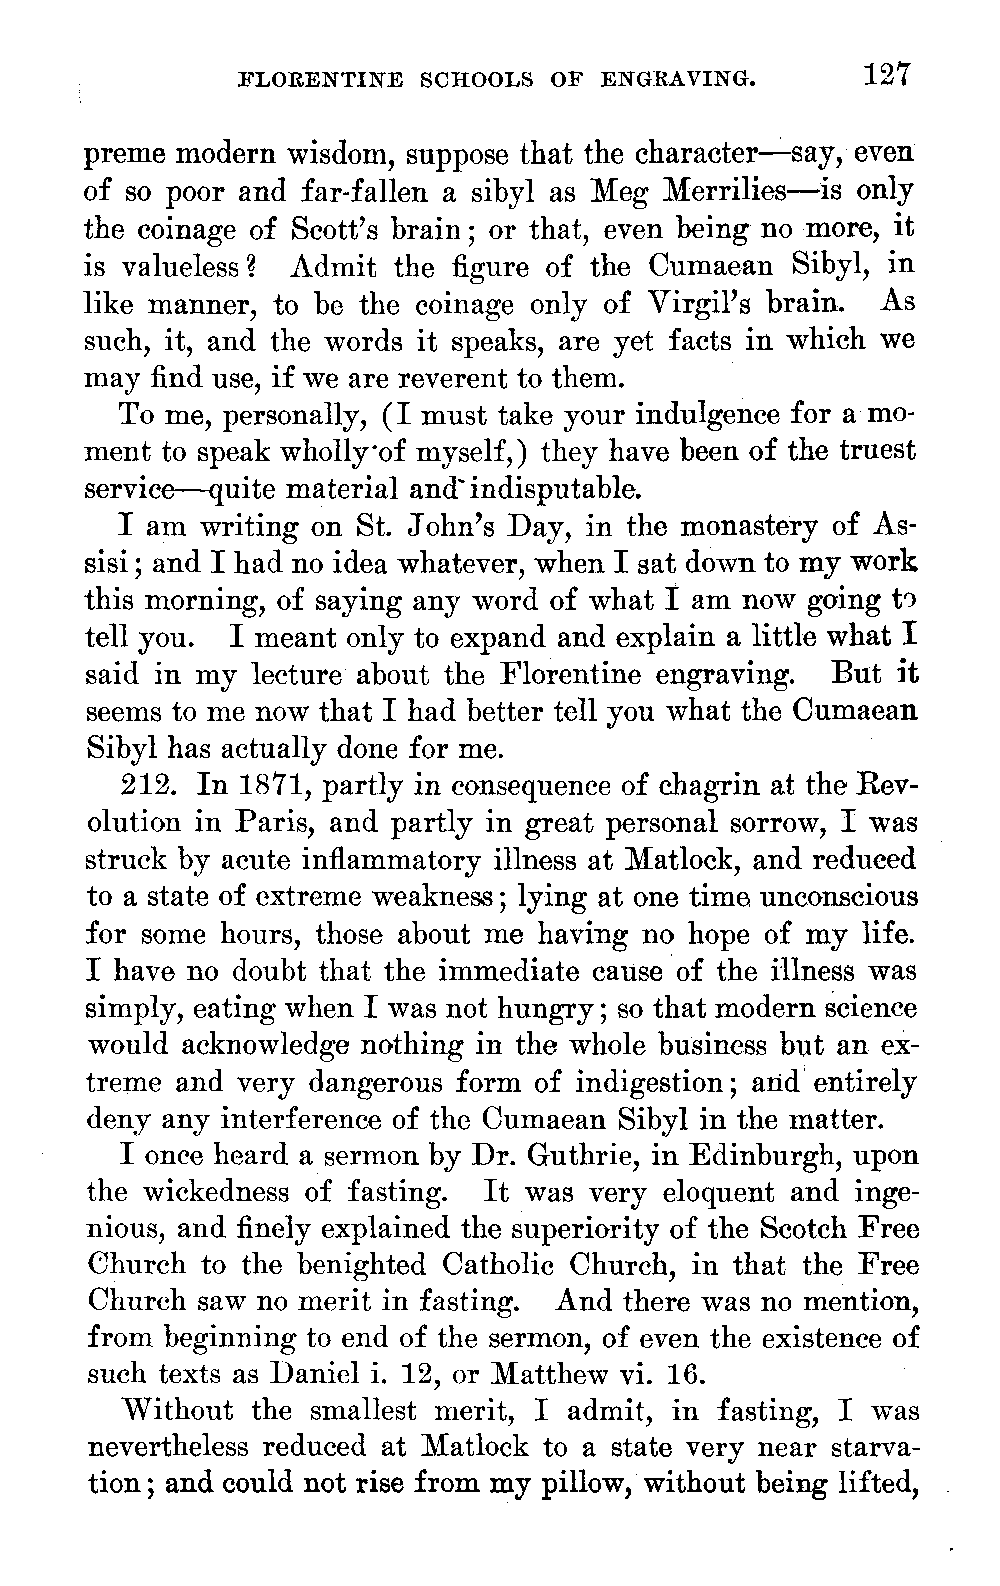 FLORENTINE SCHOOLS OF ENGRAVING. 127
preme modern wisdom, suppose that the character—say, even
of so poor and far-fallen a sibyl as Meg Merrilies—is only
the coinage of Scott's brain; or that, even being no more, it
is valueless? Admit the figure of the Cumaean Sibyl, in
like manner, to be the coinage only of Virgil's brain. As
such, it, and the words it speaks, are yet facts in which we
may find use, if we are reverent to them.
To me, personally, (I must take your indulgence for a mo-
ment to speak wholly of myself,) they have been of the truest
service—quite material and indisputable.
I am writing on St. John's Day, in the monastery of As-
sisi; and I had no idea whatever, when I sat down to my work
this morning, of saying any word of what I am now going to
tell you. I meant only to expand and explain a little what I
said in my lecture about the Florentine engraving. But it
seems to me now that I had better tell you what the Cumaean
Sibyl has actually done for me.
212. In 1871, partly in consequence of chagrin at the Rev-
olution in Paris, and partly in great personal sorrow, I was
struck by acute inflammatory illness at Matlock, and reduced
to a state of extreme weakness; lying at one time unconscious
for some hours, those about me having no hope of my life.
I have no doubt that the immediate cause of the illness was
simply, eating when I was not hungry; so that modern science
would acknowledge nothing in the whole business but an ex-
treme and very dangerous form of indigestion; and entirely
deny any interference of the Cumaean Sibyl in the matter.
I once heard a sermon by Dr. Guthrie, in Edinburgh, upon
the wickedness of fasting. It was very eloquent and inge-
nious, and finely explained the superiority of the Scotch Free
Church to the benighted Catholic Church, in that the Free
Church saw no merit in fasting. And there was no mention,
from beginning to end of the sermon, of even the existence of
such texts as Daniel i. 12, or Matthew vi. 16.
Without the smallest merit, I admit, in fasting, I was
nevertheless reduced at Matlock to a state very near starva-
tion; and could not rise from my pillow, without being lifted,